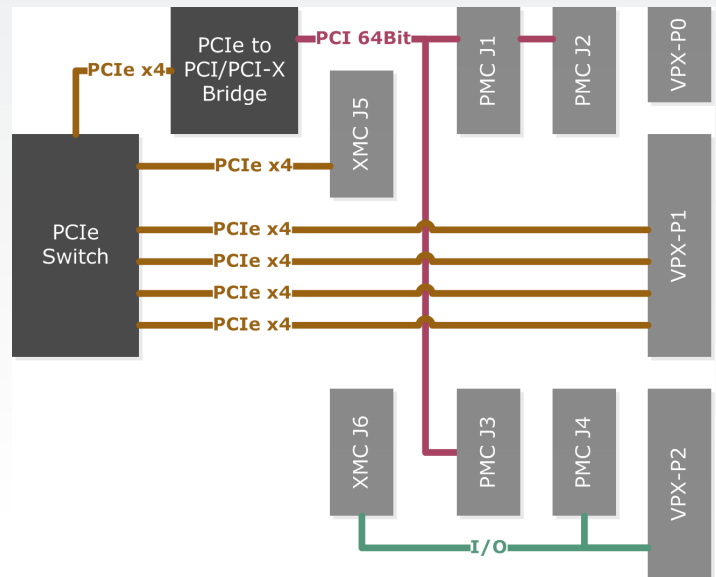 PCIe to
PCI/PCI-X
Bridge
PCI 64Bit
PMC J1
PMC J2
VPX-P0
PCIe x4
XMC J5
PCIe x4
PCIe
Switch
PCIe x4
PCIe x4
PCIe x4
PCIe x4
VPX-P1
XMC J6
PMC J3
PMC J4
VPX-P2
I/O